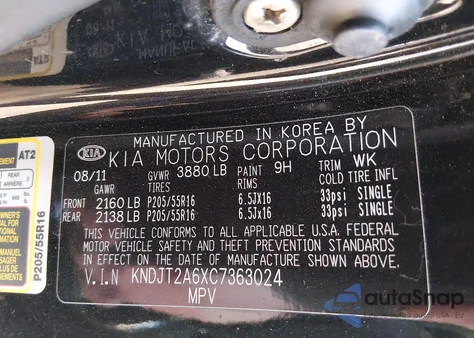 MANUFACTURED IN KOREA BY
KIA KIA MOTORS CORPORATION
08/11 GVWR 3880 LB PAINT 9H TRIM WK
GAWR TIRES RIMS COLD TIRE INFL
FRONT 2160 LB P205/55R16 6.5JX16 33psi SINGLE
REAR 2138 LB P205/55R16 6.5JX16 33psi SINGLE
THIS VEHICLE CONFORMS TO ALL APPLICABLE U.S.A. FEDERAL
MOTOR VEHICLE SAFETY AND THEFT PREVENTION STANDARDS
IN EFFECT ON THE DATE OF MANUFACTURE SHOWN ABOVE.
V.I.N KNDJT2A6XC7363024
MPV
AT2
P205/55R16
autoSnap